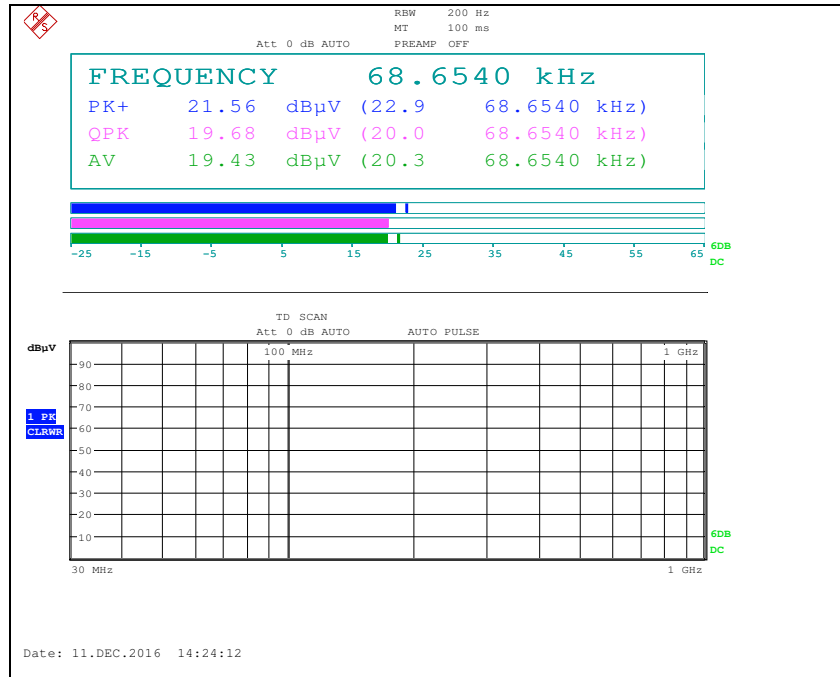 R S
RBW 200 Hz
MT 100 ms
Att 0 dB AUTO PREAMP OFF
FREQUENCY 68.6540 kHz
PK+ 21.56 dBµV (22.9 68.6540 kHz)
QPK 19.68 dBµV (20.0 68.6540 kHz)
AV 19.43 dBµV (20.3 68.6540 kHz)
-25 -15 -5 5 15 25 35 45 55 65
6DB
DC
TD SCAN
Att 0 dB AUTO AUTO PULSE
dBµV
100 MHz 1 GHz
90
80
70
1 PK
CLRWR
60
50
40
30
20
10
6DB
DC
30 MHz 1 GHz
Date: 11.DEC.2016 14:24:12